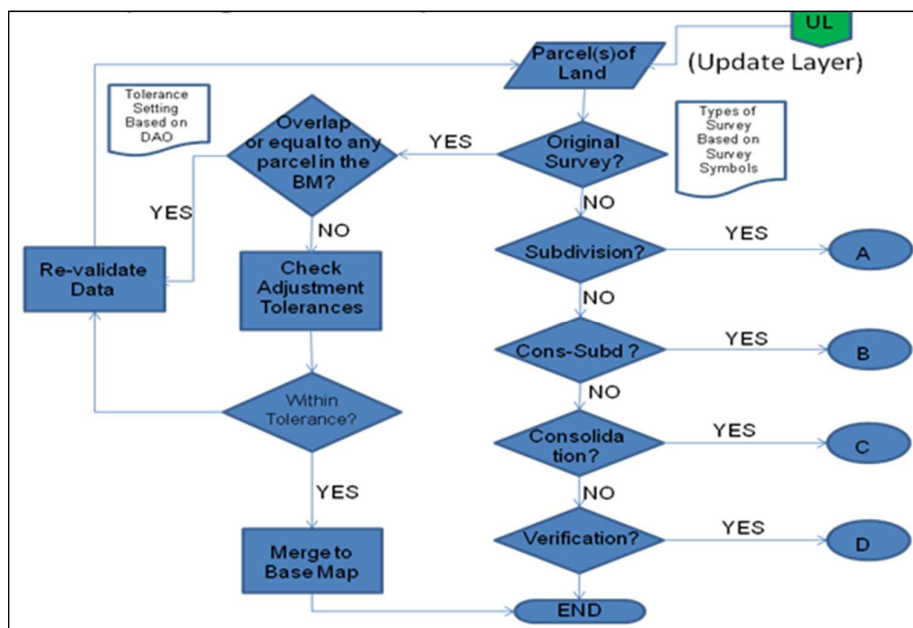 UL
(Update Layer)
Parcel(s)of
Land
Tolerance
Setting
Based on
DAO
Overlap
or equal to any
parcel in the
BM?
YES
Original
Survey?
Types of
Survey
Based on
Survey
Symbols
YES
NO
NO
Re-validate
Data
Check
Adjustment
Tolerances
Subdivision?
YES
A
NO
Cons-Subd ?
YES
B
Within
Tolerance?
NO
Consolida
tion?
YES
C
YES
NO
Merge to
Base Map
Verification?
YES
D
END